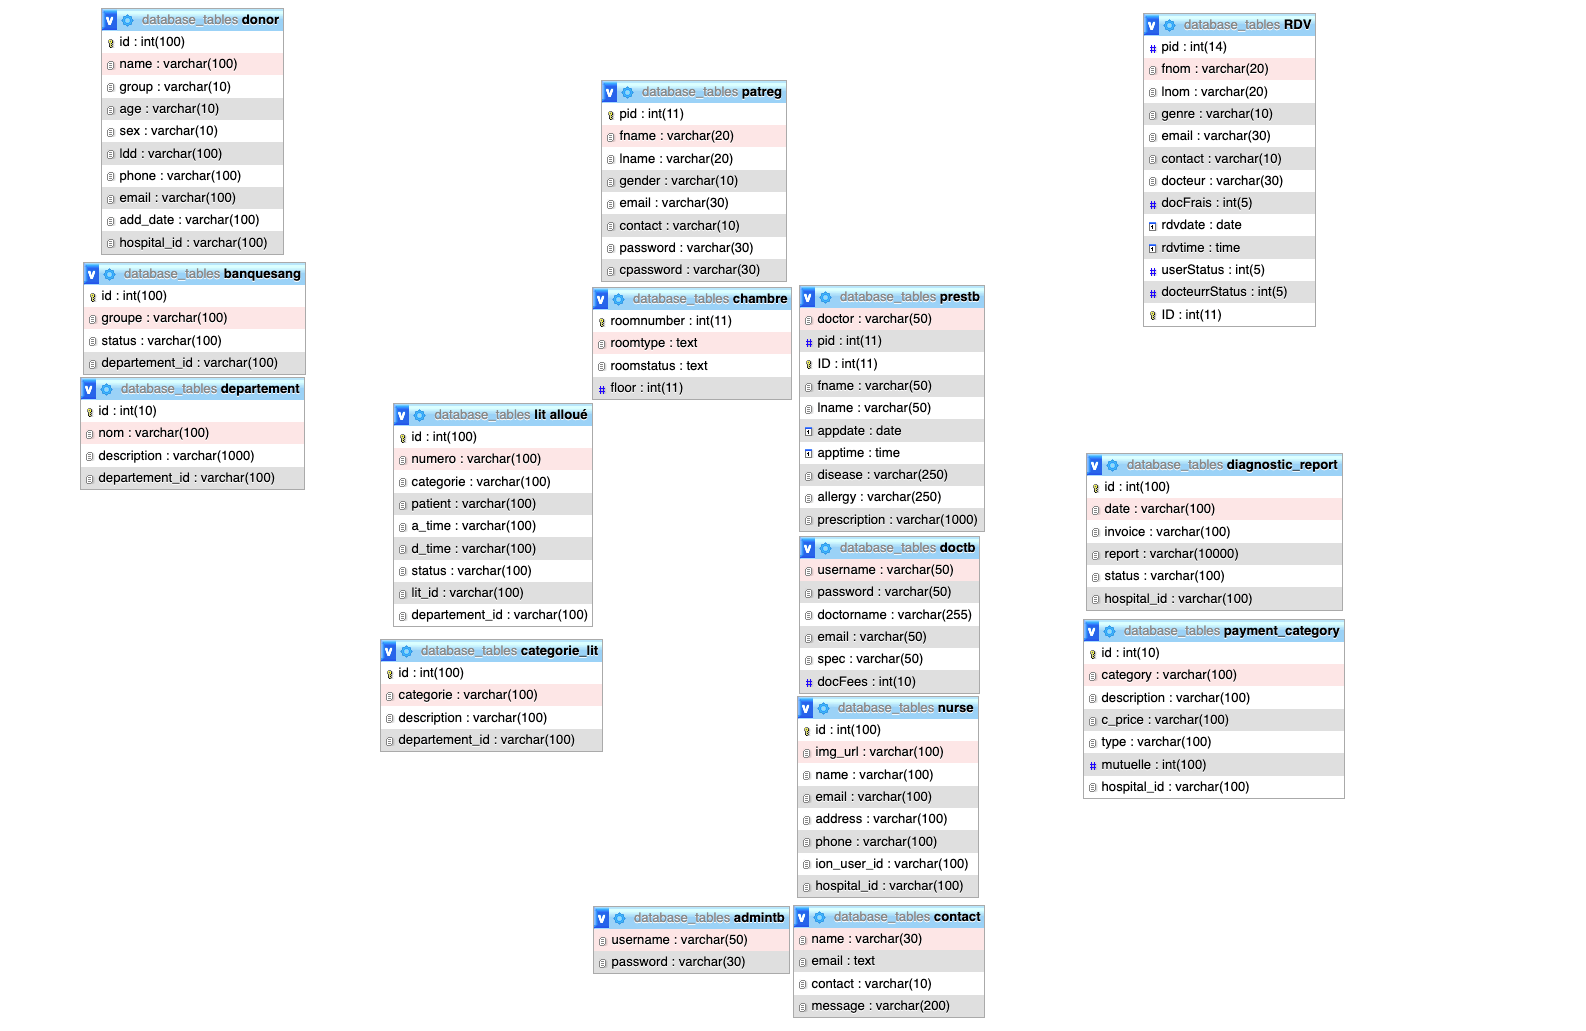 database_tables donor
id : int(100)
name : varchar(100)
group : varchar(10)
age : varchar(10)
sex : varchar(10)
ldd : varchar(100)
phone : varchar(100)
email : varchar(100)
add_date : varchar(100)
hospital_id : varchar(100)
database_tables banquesang
id : int(100)
groupe : varchar(100)
status : varchar(100)
departement_id : varchar(100)
database_tables departement
id : int(10)
nom : varchar(100)
description : varchar(1000)
departement_id : varchar(100)
database_tables lit alloué
id : int(100)
numero : varchar(100)
categorie : varchar(100)
patient : varchar(100)
a_time : varchar(100)
d_time : varchar(100)
status : varchar(100)
lit_id : varchar(100)
departement_id : varchar(100)
database_tables categorie_lit
id : int(100)
categorie : varchar(100)
description : varchar(100)
departement_id : varchar(100)
database_tables patreg
pid : int(11)
fname : varchar(20)
lname : varchar(20)
gender : varchar(10)
email : varchar(30)
contact : varchar(10)
password : varchar(30)
cpassword : varchar(30)
database_tables chambre
roomnumber : int(11)
roomtype : text
roomstatus : text
floor : int(11)
database_tables prestb
doctor : varchar(50)
pid : int(11)
ID : int(11)
fname : varchar(50)
lname : varchar(50)
appdate : date
apptime : time
disease : varchar(250)
allergy : varchar(250)
prescription : varchar(1000)
database_tables doctb
username : varchar(50)
password : varchar(50)
doctorname : varchar(255)
email : varchar(50)
spec : varchar(50)
docFees : int(10)
database_tables nurse
id : int(100)
img_url : varchar(100)
name : varchar(100)
email : varchar(100)
address : varchar(100)
phone : varchar(100)
ion_user_id : varchar(100)
hospital_id : varchar(100)
database_tables admintb
username : varchar(50)
password : varchar(30)
database_tables contact
name : varchar(30)
email : text
contact : varchar(10)
message : varchar(200)
database_tables RDV
pid : int(14)
fnom : varchar(20)
lnom : varchar(20)
genre : varchar(10)
email : varchar(30)
contact : varchar(10)
docteur : varchar(30)
docFrais : int(5)
rdvdate : date
rdvtime : time
userStatus : int(5)
docteurrStatus : int(5)
ID : int(11)
database_tables diagnostic_report
id : int(100)
date : varchar(100)
invoice : varchar(100)
report : varchar(10000)
status : varchar(100)
hospital_id : varchar(100)
database_tables payment_category
id : int(10)
category : varchar(100)
description : varchar(100)
c_price : varchar(100)
type : varchar(100)
mutuelle : int(100)
hospital_id : varchar(100)